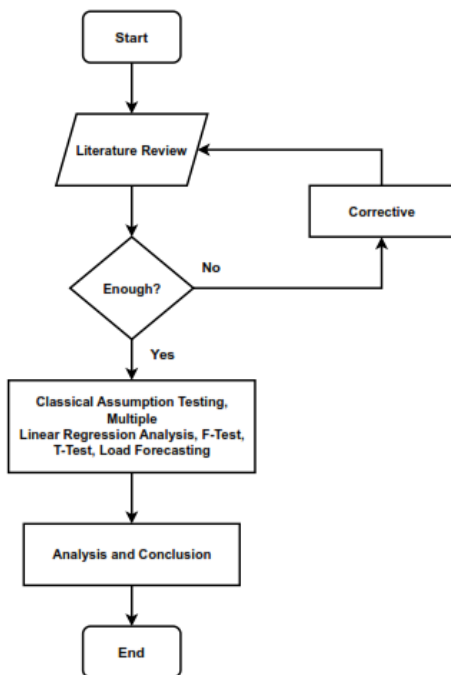 Start
Literature Review
Corrective
No
Enough?
Yes
Classical Assumption Testing,
Multiple
Linear Regression Analysis, F-Test,
T-Test, Load Forecasting
Analysis and Conclusion
End